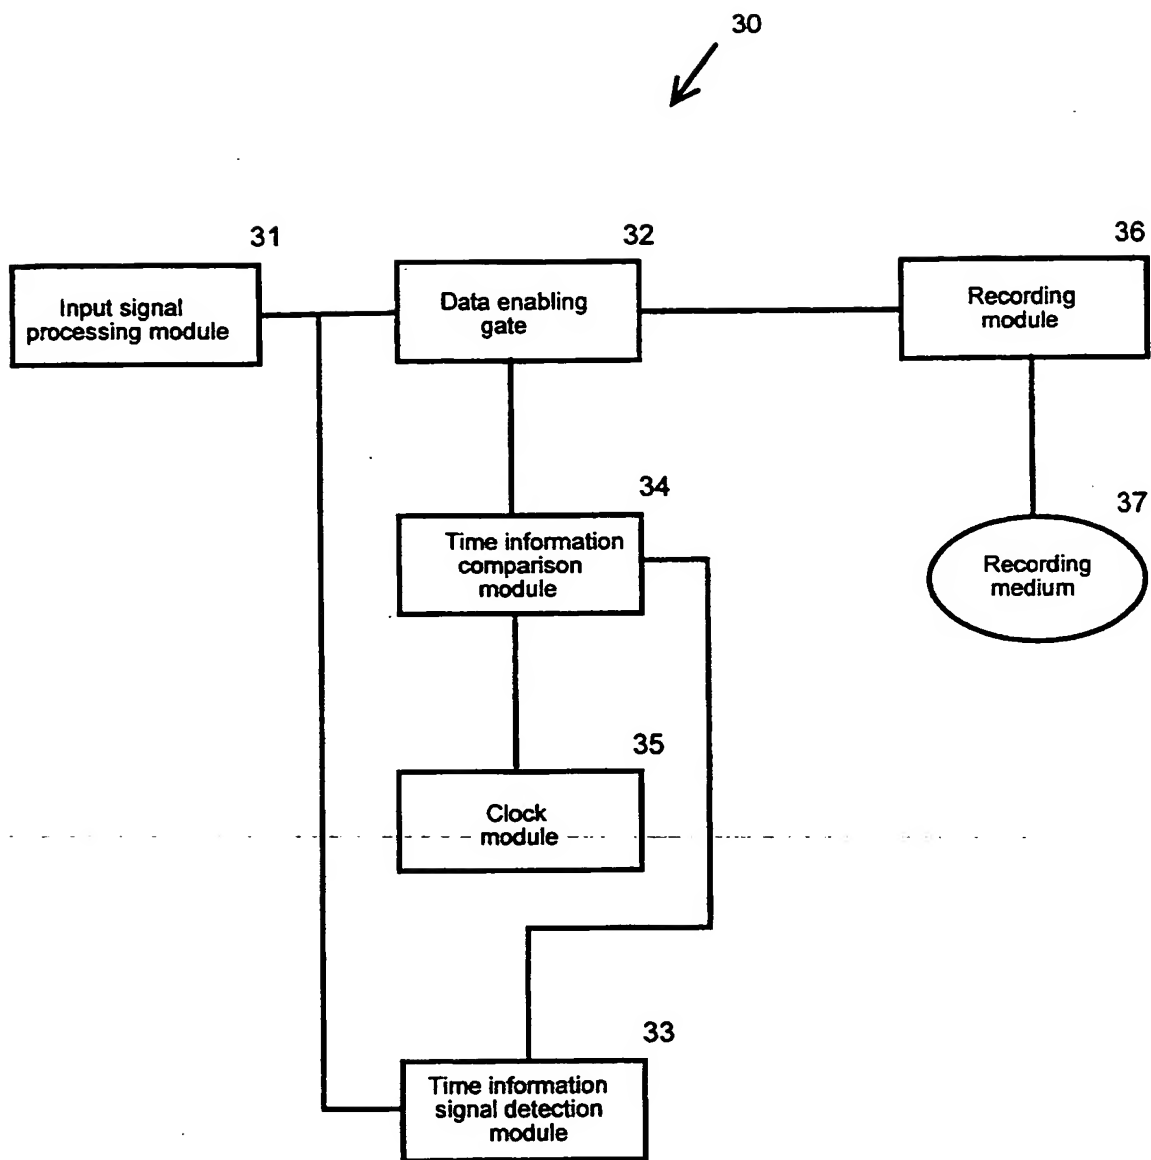 30
31
Input signal
processing module
32
Data enabling
gate
36
Recording
module
34
Time information
comparison
module
37
Recording
medium
35
Clock
module
33
Time information
signal detection
module